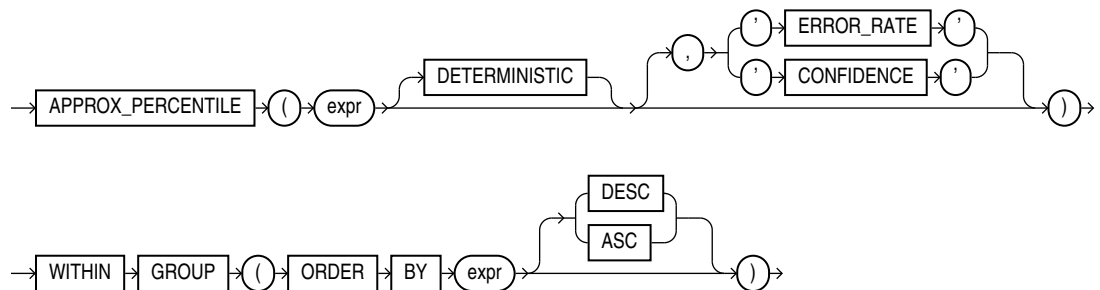 ' ERROR_RATE '
DETERMINISTIC , ' CONFIDENCE '
APPROX_PERCENTILE ( expr )
DESC
ASC
WITHIN GROUP ( ORDER BY expr )